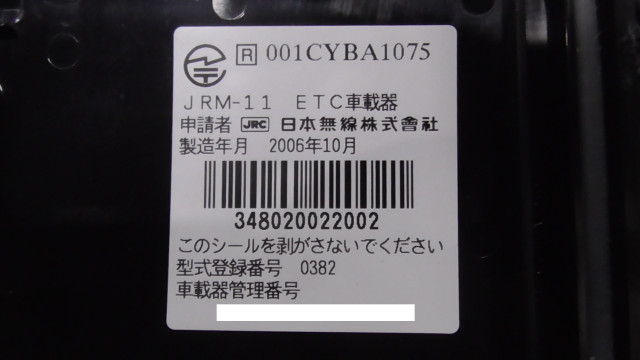 R 001CYBA1075
JRM-11 ETC車載器
申請者 JRC 日本無線株式會社
製造年月 2006年10月
348020022002
このシールを剥がさないでください
型式登録番号 0382
車載器管理番号